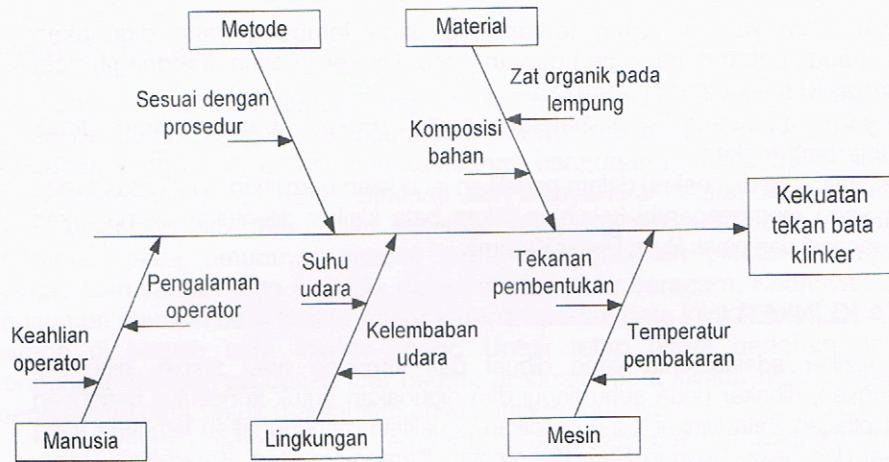 Metode
Material
Sesuai dengan
prosedur
Zat organik pada
lempung
Komposisi
bahan
Kekuatan
tekan bata
klinker
Pengalaman
operator
Keahlian
operator
Suhu
udara
Kelembaban
udara
Tekanan
pembentukan
Temperatur
pembakaran
Manusia
Lingkungan
Mesin